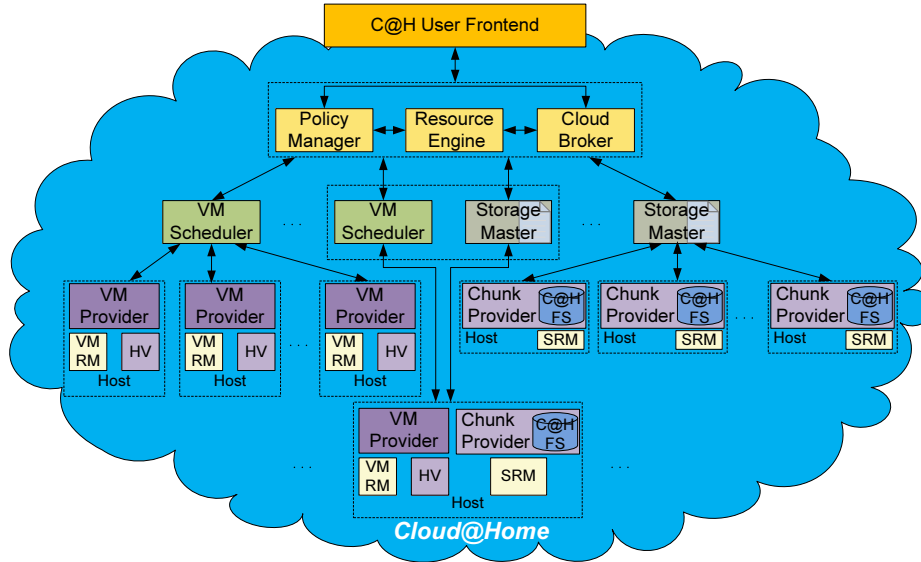 C@H User Frontend
Policy
Manager
Resource
Engine
Cloud
Broker
VM
Scheduler
. . .
VM
Scheduler
Storage
Master
. . .
Storage
Master
VM
Provider
VM
RM
HV
Host
VM
Provider
VM
RM
HV
Host
. . .
VM
Provider
VM
RM
HV
Host
Chunk
Provider
C@H
FS
Host
SRM
Chunk
Provider
C@H
FS
Host
SRM
. . .
Chunk
Provider
C@H
FS
Host
SRM
. . .
VM
Provider
VM
RM
HV
Chunk
Provider
C@H
FS
SRM
Host
. . .
Cloud@Home